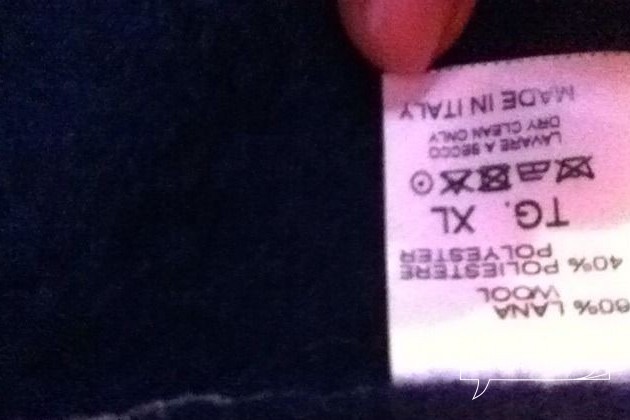 60% LANA
WOOL
40% POLIESTERE
POLYESTER
TG. XL
LAVARE A SECCO
DRY CLEAN ONLY
MADE IN ITALY